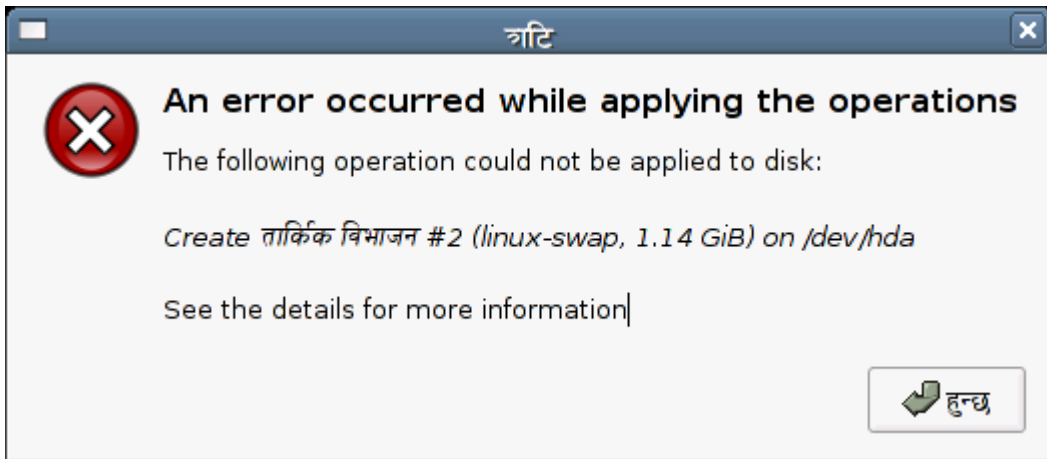 त्रुटि
An error occurred while applying the operations
The following operation could not be applied to disk:
Create तार्किक विभाजन #2 (linux-swap, 1.14 GiB) on /dev/hda
See the details for more information
हुन्छ